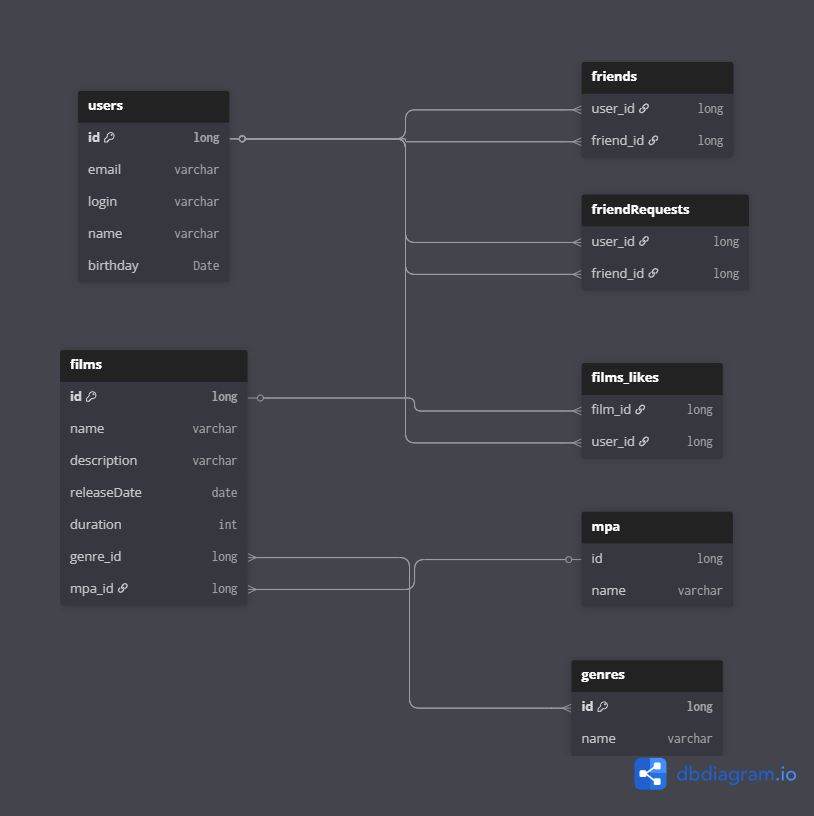 users
id long
email varchar
login varchar
name varchar
birthday Date
friends
user_id long
friend_id long
friendRequests
user_id long
friend_id long
films
id long
name varchar
description varchar
releaseDate date
duration int
genre_id long
mpa_id long
films_likes
film_id long
user_id long
mpa
id long
name varchar
genres
id long
name varchar
dbdiagram.io